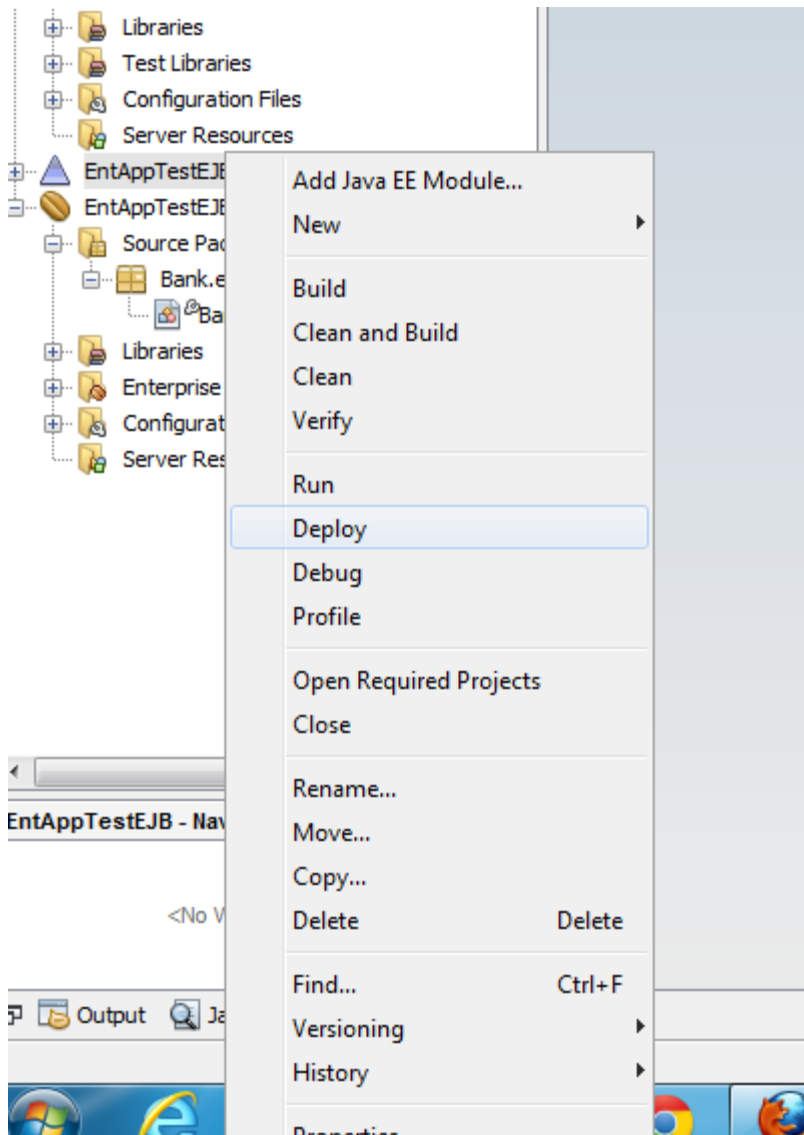 Libraries
Test Libraries
Configuration Files
Server Resources
EntAppTestEJB
EntAppTestEJB
Source Pac
Bank.e
Ba
Libraries
Enterprise
Configurat
Server Res
Add Java EE Module...
New
Build
Clean and Build
Clean
Verify
Run
Deploy
Debug
Profile
Open Required Projects
Close
Rename...
Move...
Copy...
Delete Delete
Find... Ctrl+F
Versioning
History
Properties
EntAppTestEJB - Nav
<No V
Output Ja